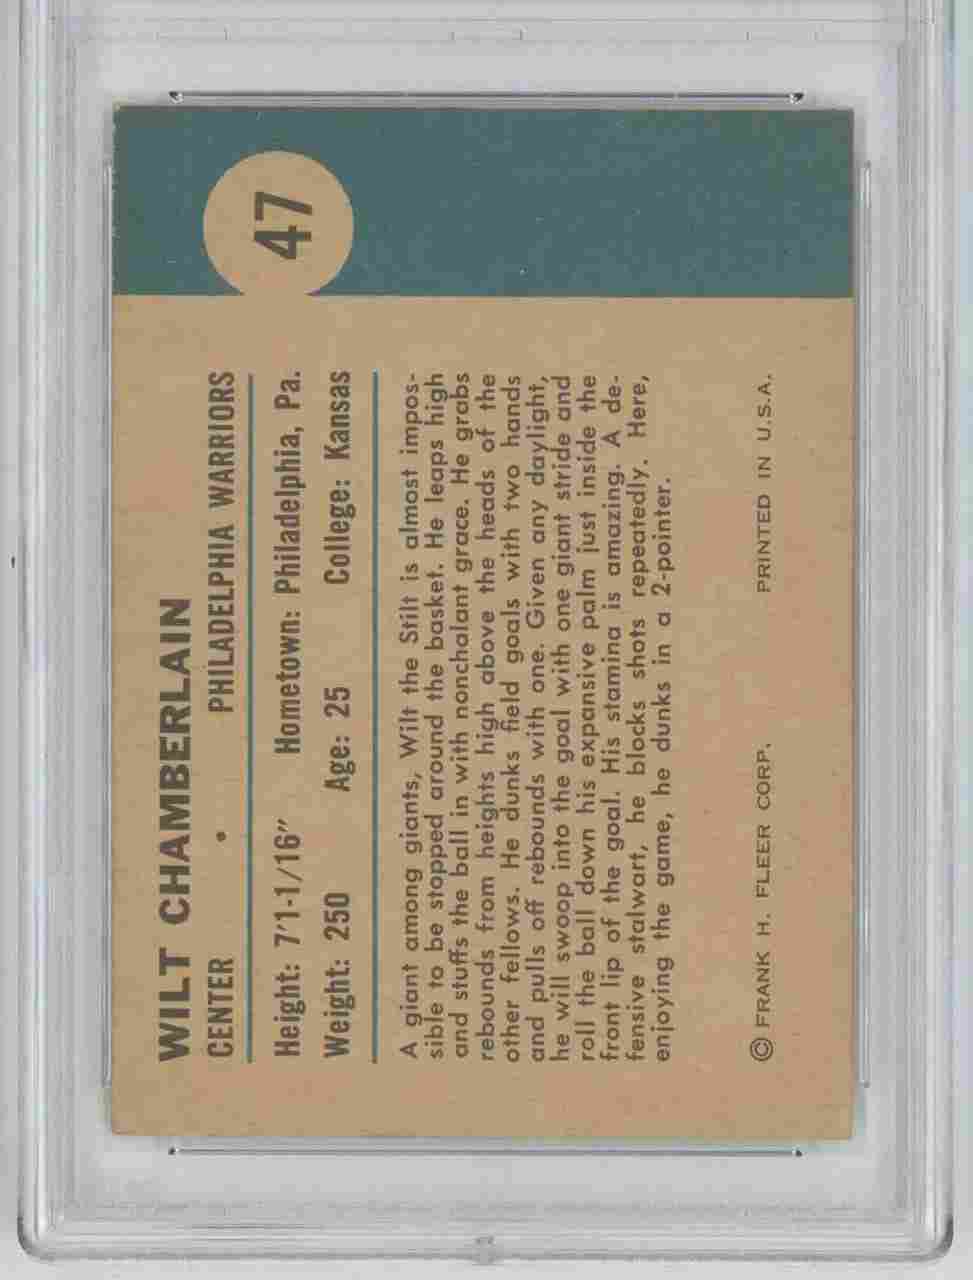 47
WILT CHAMBERLAIN
CENTER • PHILADELPHIA WARRIORS
Height: 7'1-1/16" Hometown: Philadelphia, Pa.
Weight: 250 Age: 25 College: Kansas
A giant among giants, Wilt the Stilt is almost impos-
sible to be stopped around the basket. He leaps high
and stuffs the ball in with nonchalant grace. He grabs
rebounds from heights high above the heads of the
other fellows. He dunks field goals with two hands
and pulls off rebounds with one. Given any daylight,
he will swoop into the goal with one giant stride and
roll the ball down his expansive palm just inside the
front lip of the goal. His stamina is amazing. A de-
fensive stalwart, he blocks shots repeatedly. Here,
enjoying the game, he dunks in a 2-pointer.
© FRANK H. FLEER CORP. PRINTED IN U.S.A.